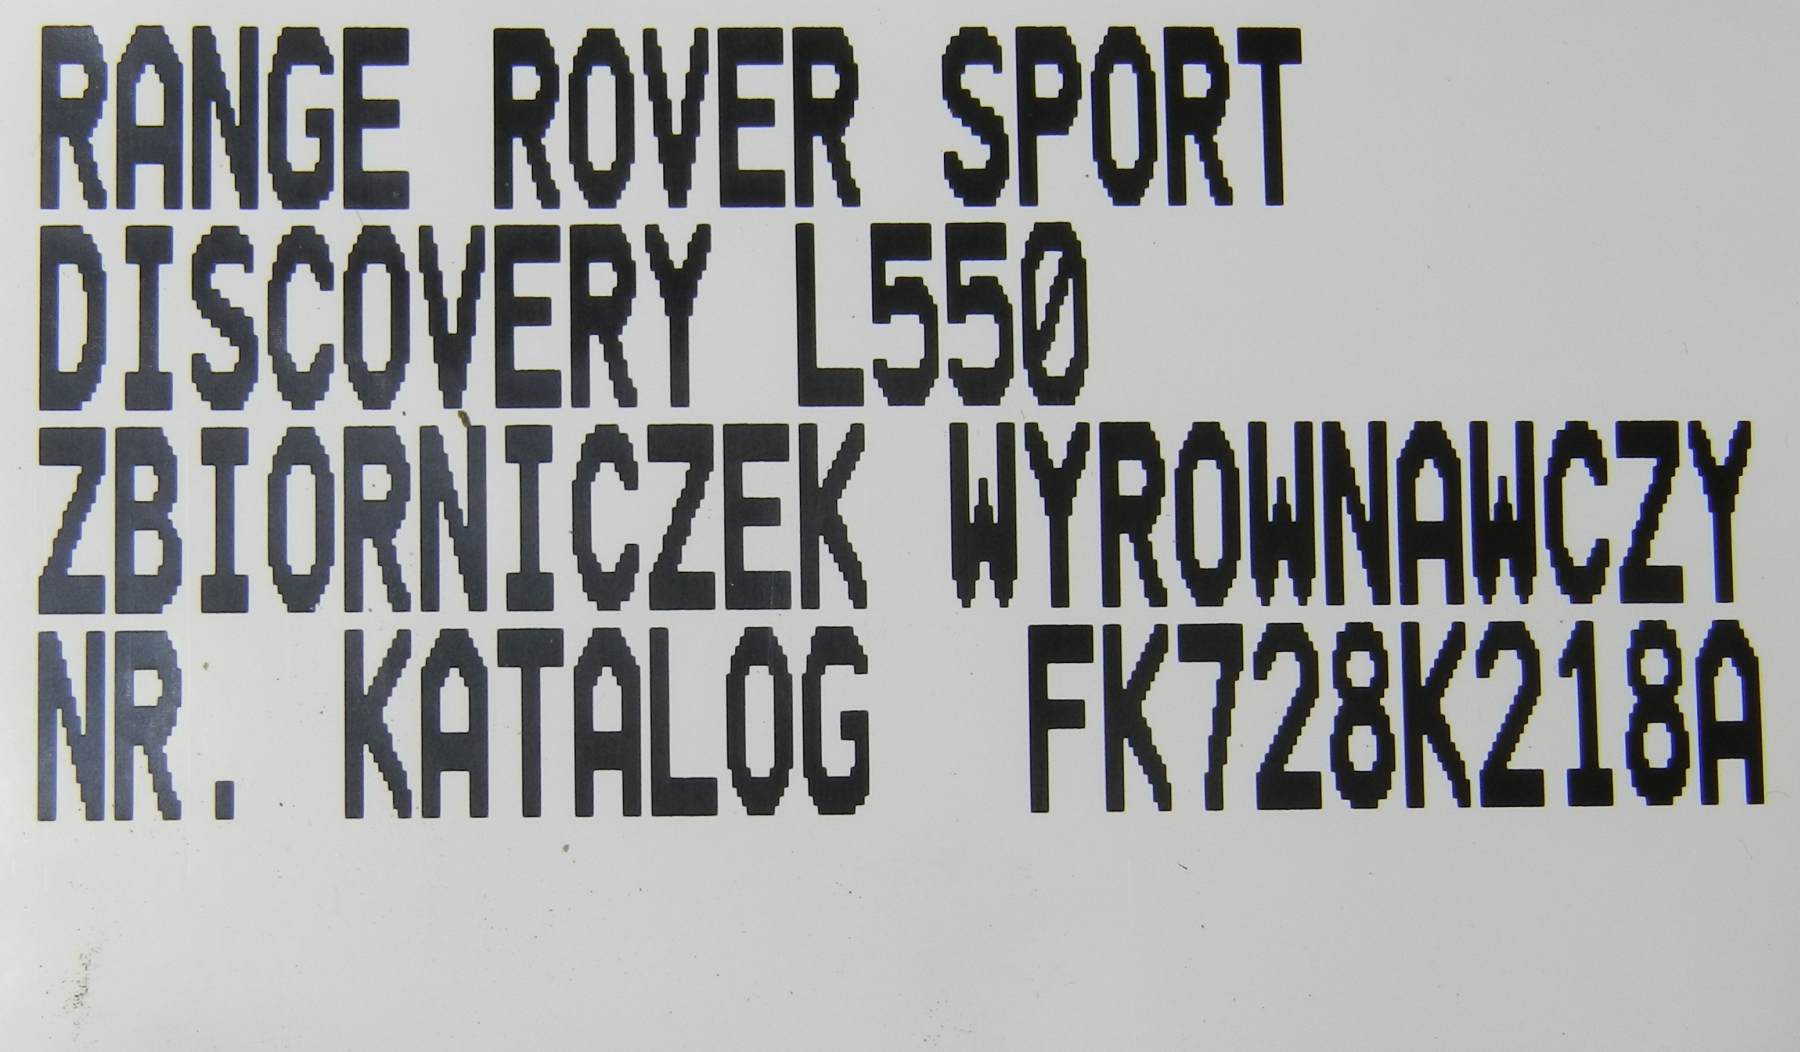 RANGE ROVER SPORT
DISCOVERY L550
ZBIORNICZEK WYROWNAWCZY
NR. KATALOG FK728K218A